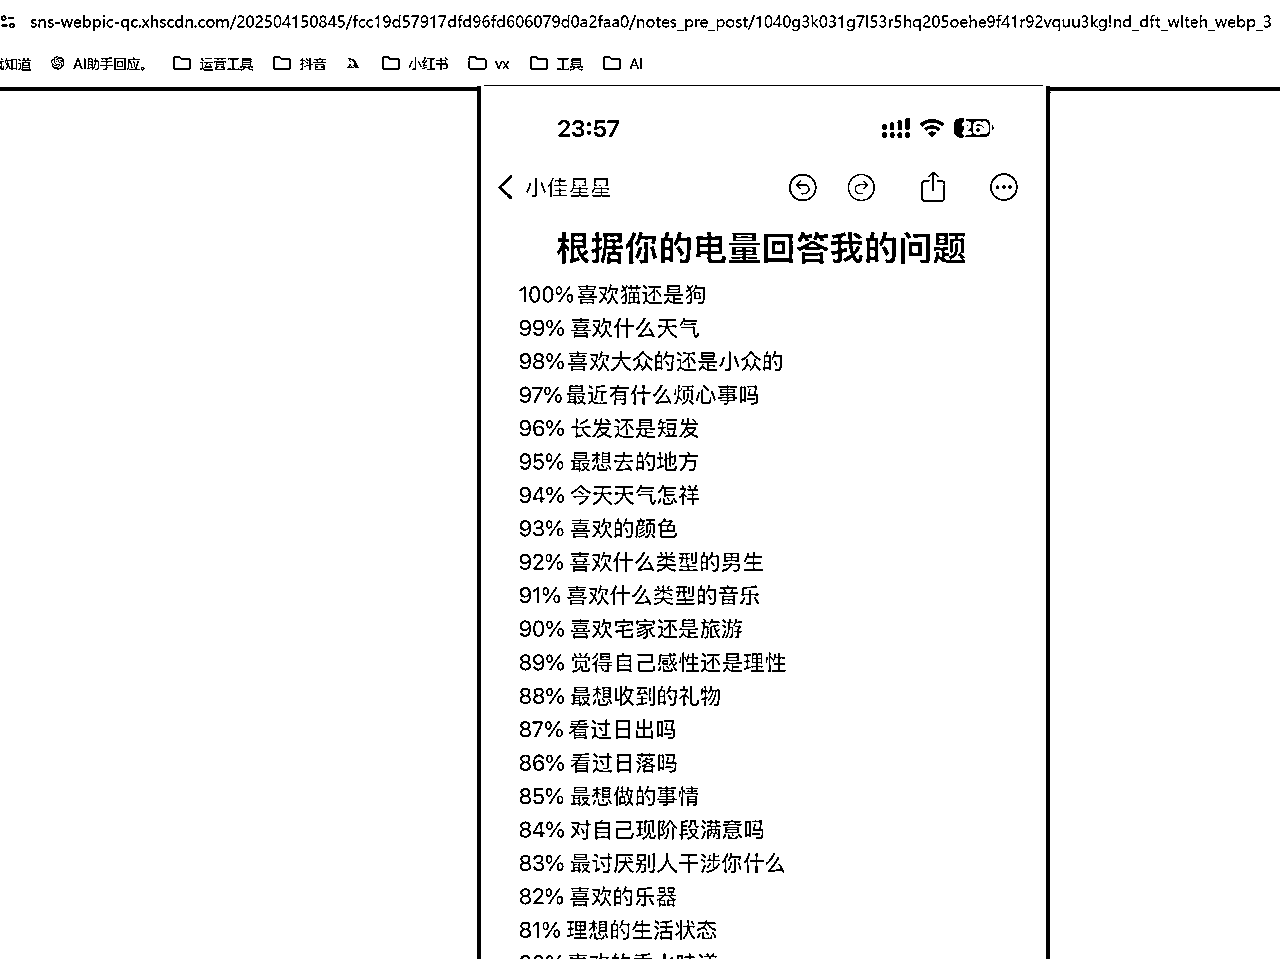 sns-webpic-qc.xhscdn.com/202504150845/fcc19d57917dfd96fd606079d0a2faa0/notes_pre_post/1040g3k031g7l53r5hq205oehe9f41r92vquu3kg!nd_dft_wlteh_webp_3
知道 AI助手回应。 运营工具 抖音 小红书 vx 工具 AI
23:57
小佳星星
根据你的电量回答我的问题
100%喜欢猫还是狗
99% 喜欢什么天气
98%喜欢大众的还是小众的
97%最近有什么烦心事吗
96% 长发还是短发
95% 最想去的地方
94% 今天天气怎样
93% 喜欢的颜色
92% 喜欢什么类型的男生
91% 喜欢什么类型的音乐
90% 喜欢宅家还是旅游
89% 觉得自己感性还是理性
88% 最想收到的礼物
87% 看过日出吗
86% 看过日落吗
85% 最想做的事情
84% 对自己现阶段满意吗
83% 最讨厌别人干涉你什么
82% 喜欢的乐器
81% 理想的生活状态